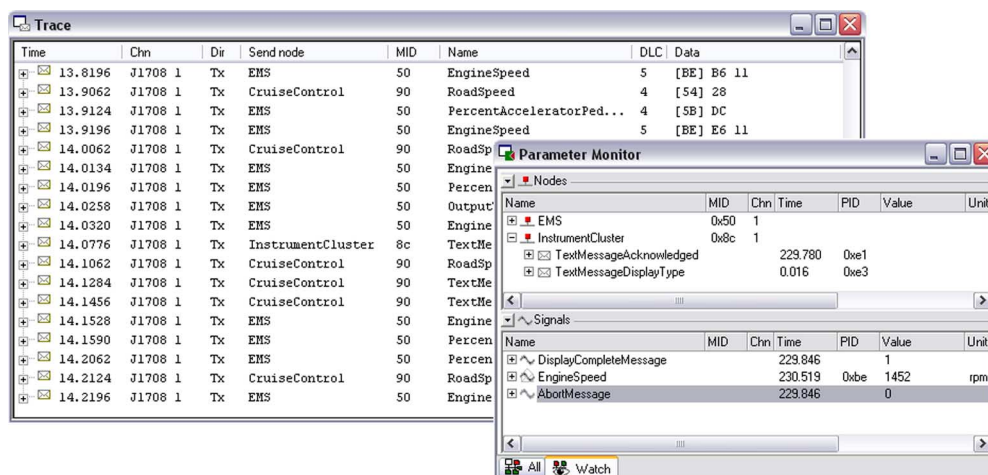 Trace
Time Chn Dir Send node MID Name DLC Data
13.8196 J1708 1 Tx EMS 50 EngineSpeed 5 [BE] B6 11
13.9062 J1708 1 Tx CruiseControl 90 RoadSpeed 4 [54] 28
13.9124 J1708 1 Tx EMS 50 PercentAcceleratorPed... 4 [5B] DC
13.9196 J1708 1 Tx EMS 50 EngineSpeed 5 [BE] E6 11
14.0062 J1708 1 Tx CruiseControl 90 RoadSp
14.0134 J1708 1 Tx EMS 50 Engine
14.0196 J1708 1 Tx EMS 50 Percen
14.0258 J1708 1 Tx EMS 50 Output
14.0320 J1708 1 Tx EMS 50 Engine
14.0776 J1708 1 Tx InstrumentCluster 8c TextMe
14.1062 J1708 1 Tx CruiseControl 90 RoadSp
14.1284 J1708 1 Tx CruiseControl 90 TextMe
14.1456 J1708 1 Tx CruiseControl 90 TextMe
14.1528 J1708 1 Tx EMS 50 Engine
14.1590 J1708 1 Tx EMS 50 Percen
14.2062 J1708 1 Tx EMS 50 Percen
14.2124 J1708 1 Tx CruiseControl 90 RoadSp
14.2196 J1708 1 Tx EMS 50 Engine
Parameter Monitor
Nodes
Name MID Chn Time PID Value Unit
EMS 0x50 1
InstrumentCluster 0x8c 1
TextMessageAcknowledged 229.780 0xe1
TextMessageDisplayType 0.016 0xe3
Signals
Name MID Chn Time PID Value Unit
DisplayCompleteMessage 229.846 1
EngineSpeed 230.519 0xbe 1452 rpm
AbortMessage 229.846 0
All Watch